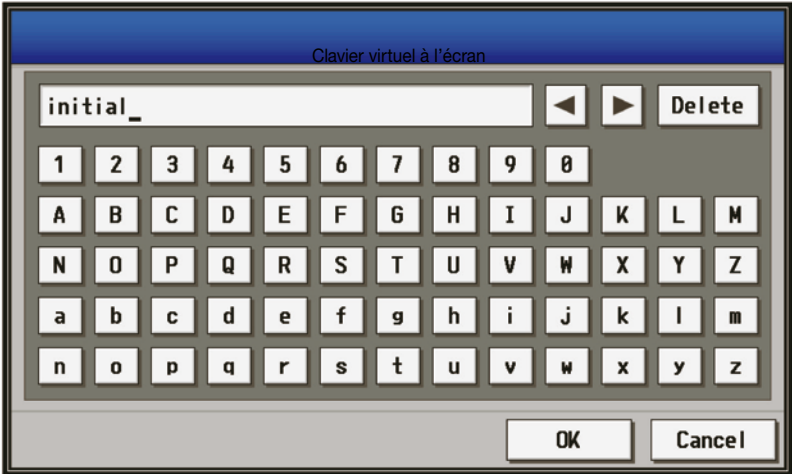 Clavier virtuel à l'écran
initial_ ◀ ▶ Delete
1 2 3 4 5 6 7 8 9 0
A B C D E F G H I J K L M
N O P Q R S T U V W X Y Z
a b c d e f g h i j k l m
n o p q r s t u v w x y z
OK Cancel